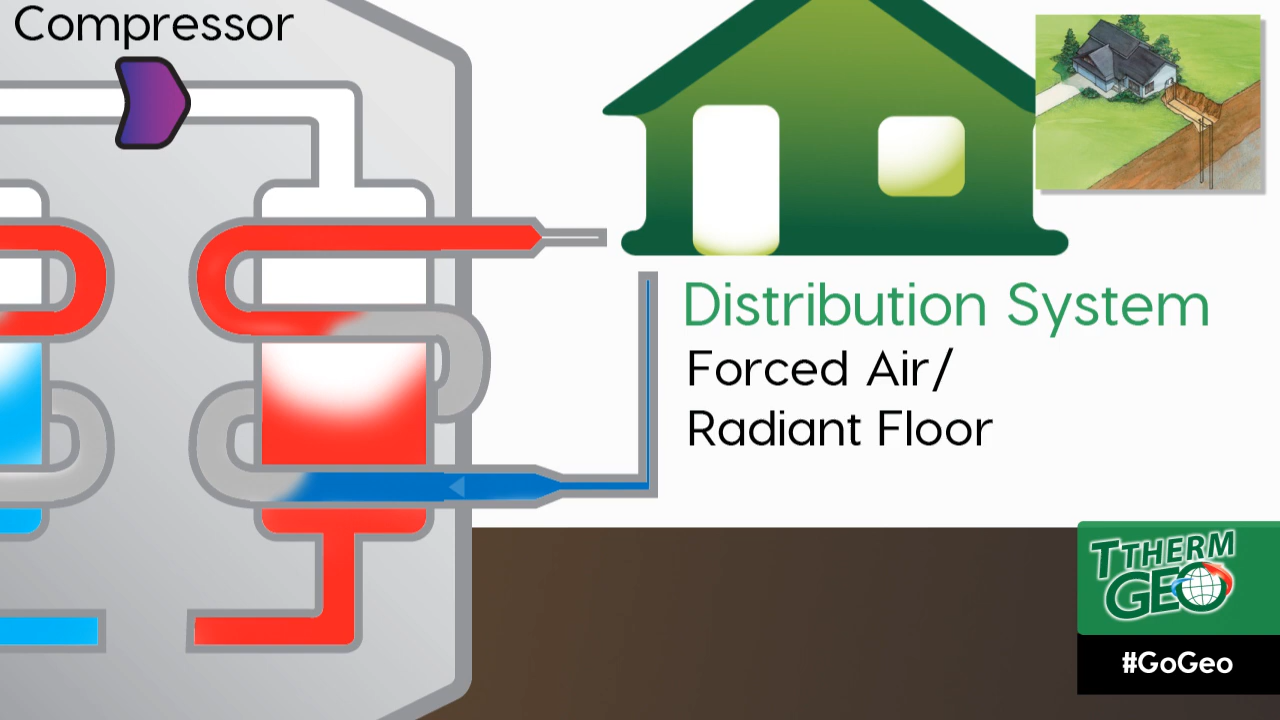 Compressor
Distribution System
Forced Air/
Radiant Floor
TTHERM
GEO
#GoGeo